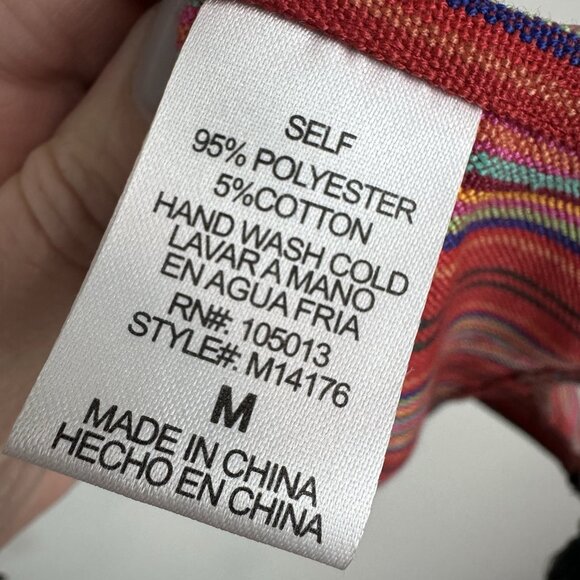 SELF
95% POLYESTER
5%COTTON
HAND WASH COLD
LAVAR A MANO
EN AGUA FRIA
RN#: 105013
STYLE#: M14176
M
MADE IN CHINA
HECHO EN CHINA